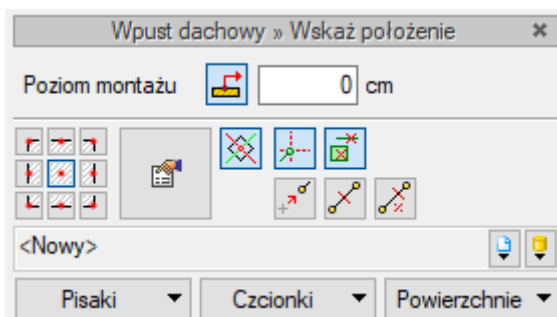 Wpust dachowy » Wskaż położenie
Poziom montażu 0 cm
<Nowy>
Pisaki Czcionki Powierzchnie